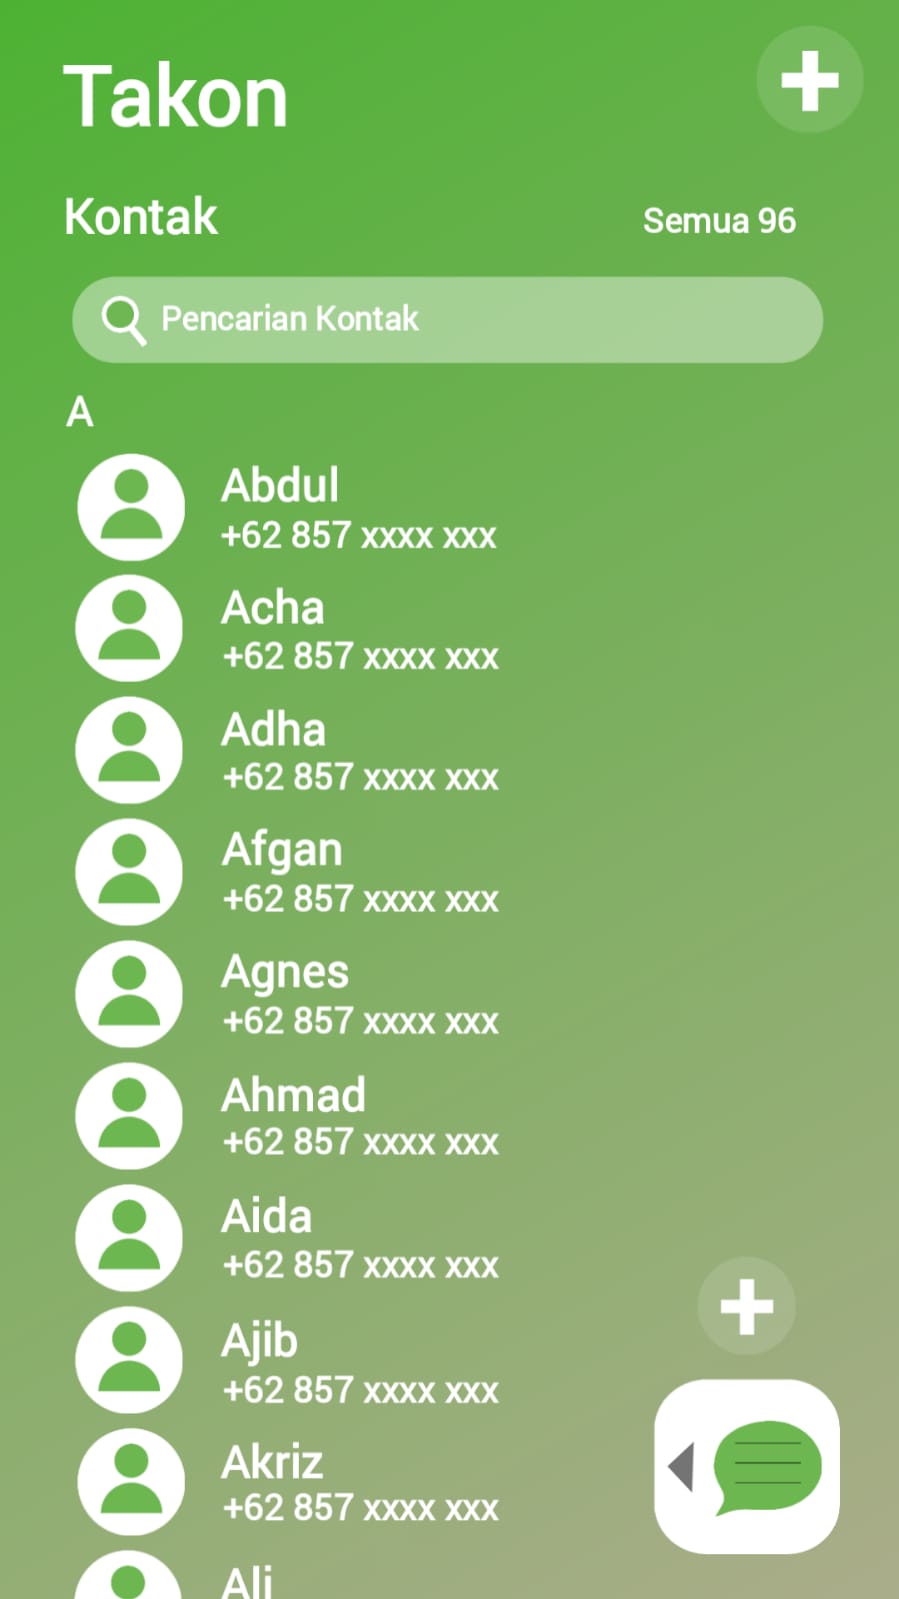 Takon
Kontak
Semua 96
Pencarian Kontak
A
Abdul
+62 857 xxxx xxx
Acha
+62 857 xxxx xxx
Adha
+62 857 xxxx xxx
Afgan
+62 857 xxxx xxx
Agnes
+62 857 xxxx xxx
Ahmad
+62 857 xxxx xxx
Aida
+62 857 xxxx xxx
Ajib
+62 857 xxxx xxx
Akriz
+62 857 xxxx xxx
Ali